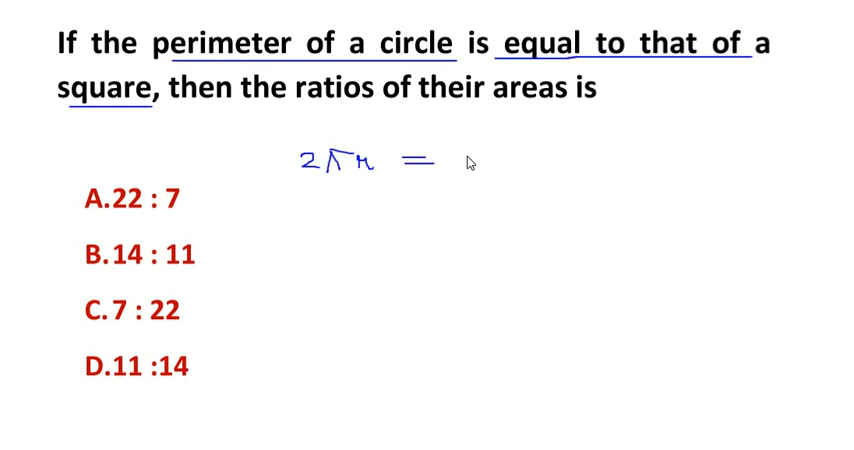 If the perimeter of a circle is equal to that of a
square, then the ratios of their areas is
2πr =
A.22 : 7
B.14 : 11
C.7 : 22
D.11 :14